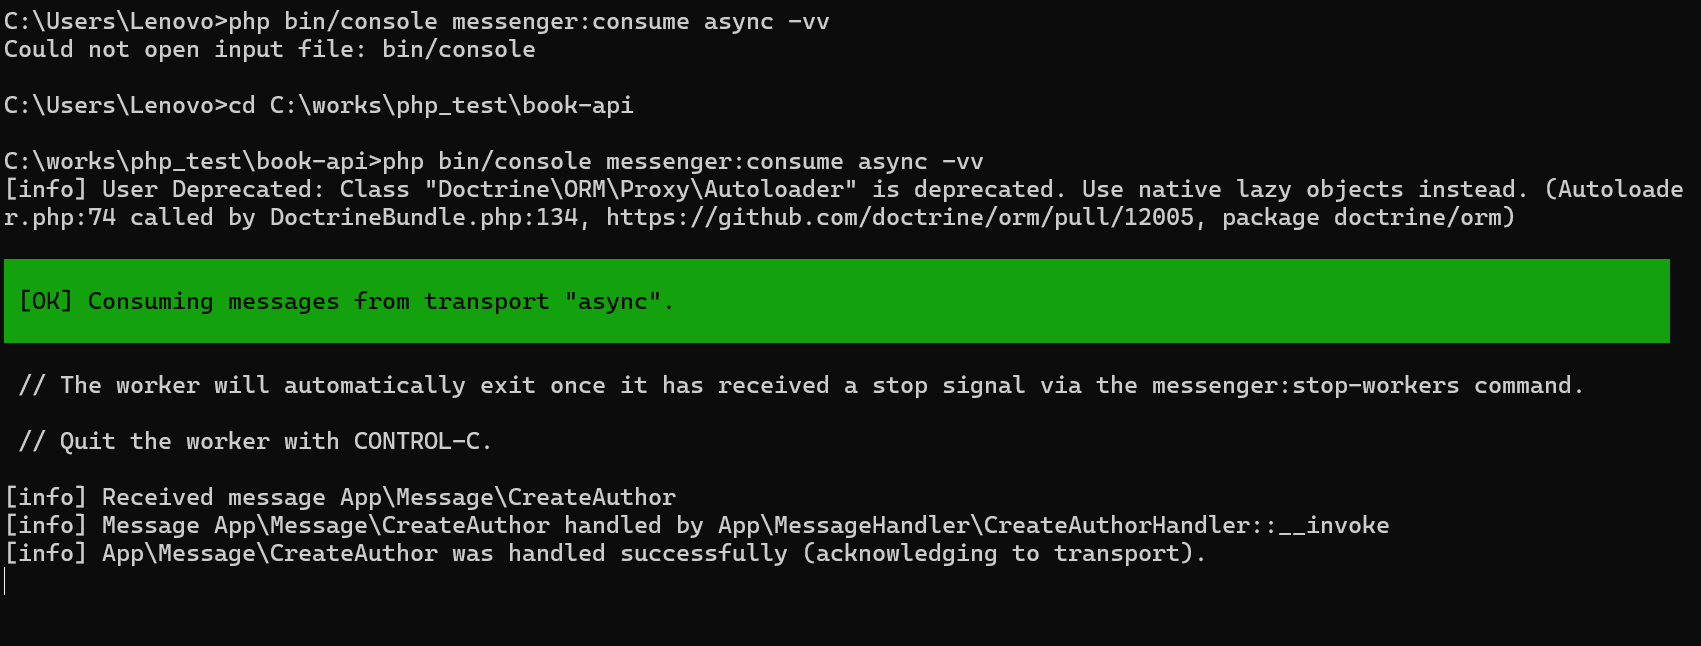 C:\Users\Lenovo>php bin/console messenger:consume async -vv
Could not open input file: bin/console
C:\Users\Lenovo>cd C:\works\php_test\book-api
C:\works\php_test\book-api>php bin/console messenger:consume async -vv
[info] User Deprecated: Class "Doctrine\ORM\Proxy\Autoloader" is deprecated. Use native lazy objects instead. (Autoloade
r.php:74 called by DoctrineBundle.php:134, https://github.com/doctrine/orm/pull/12005, package doctrine/orm)
[OK] Consuming messages from transport "async".
// The worker will automatically exit once it has received a stop signal via the messenger:stop-workers command.
// Quit the worker with CONTROL-C.
[info] Received message App\Message\CreateAuthor
[info] Message App\Message\CreateAuthor handled by App\MessageHandler\CreateAuthorHandler::__invoke
[info] App\Message\CreateAuthor was handled successfully (acknowledging to transport).